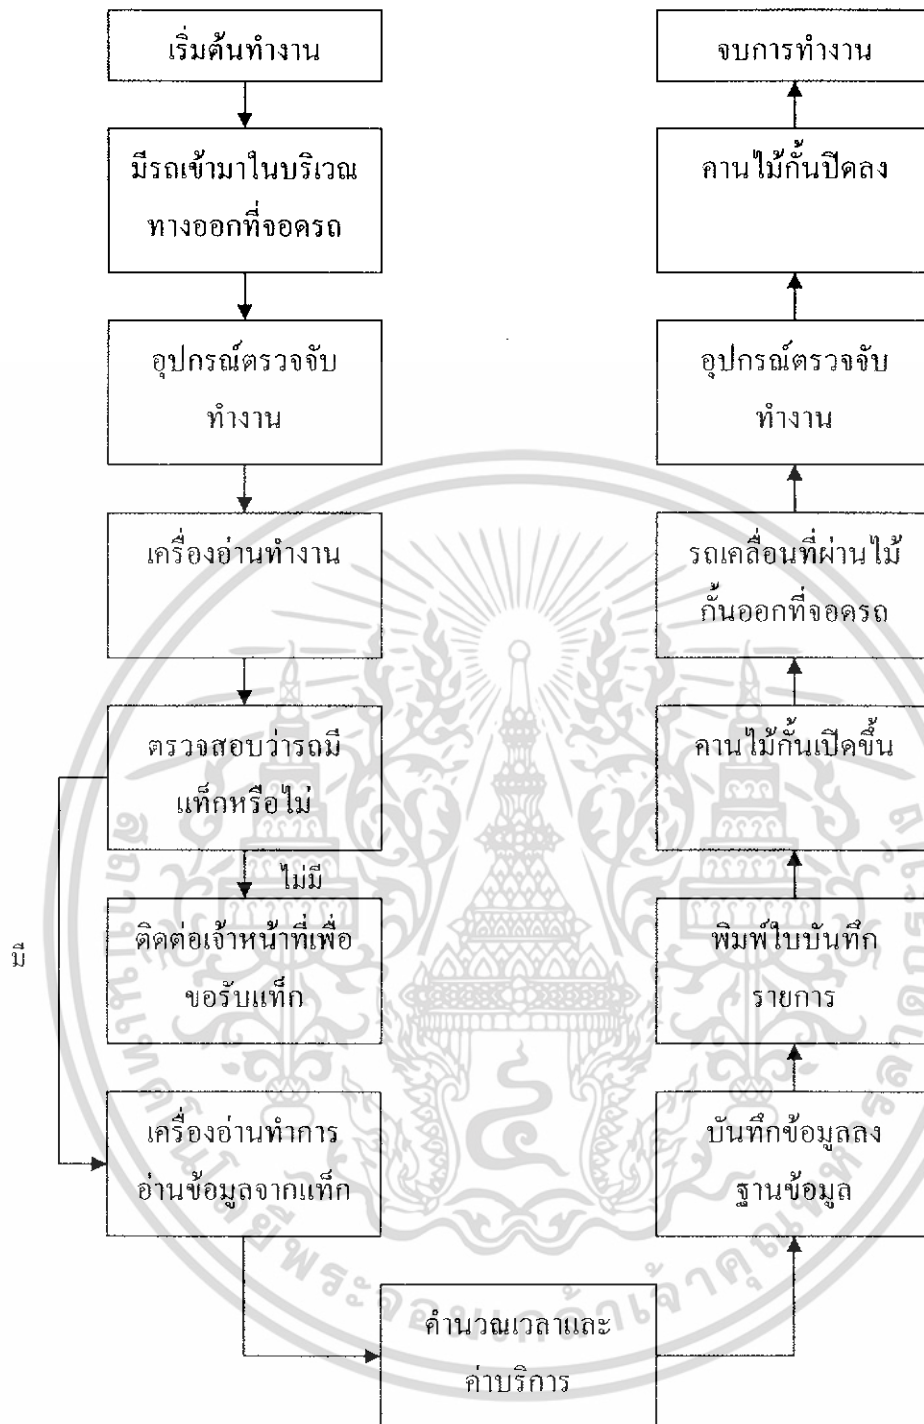 เริ่มต้นทำงาน
มีรถเข้ามาในบริเวณ
ทางออกที่จอดรถ
อุปกรณ์ตรวจจับ
ทำงาน
เครื่องอ่านทำงาน
ตรวจสอบว่ารถมี
แท็กหรือไม่
ไม่มี
มี
ติดต่อเจ้าหน้าที่เพื่อ
ขอรับแท็ก
เครื่องอ่านทำการ
อ่านข้อมูลจากแท็ก
คำนวณเวลาและ
ค่าบริการ
บันทึกข้อมูลลง
ฐานข้อมูล
พิมพ์ใบบันทึก
รายการ
คานไม้กั้นเปิดขึ้น
รถเคลื่อนที่ผ่านไม้
กั้นออกที่จอดรถ
อุปกรณ์ตรวจจับ
ทำงาน
คานไม้กั้นปิดลง
จบการทำงาน